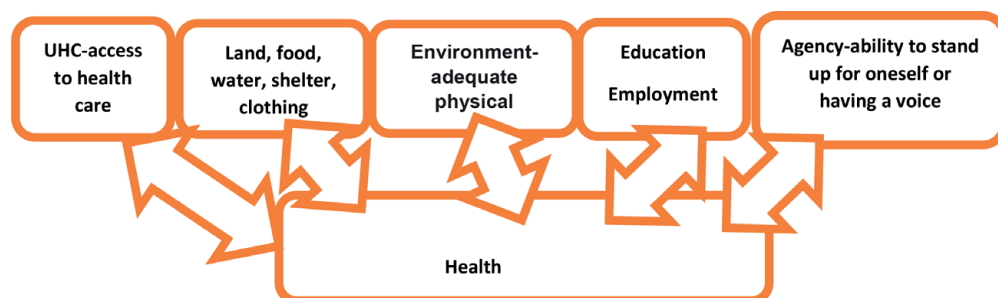 UHC-access
to health
care
Land, food,
water, shelter,
clothing
Environment-
adequate
physical
Education
Employment
Agency-ability to stand
up for oneself or
having a voice
Health